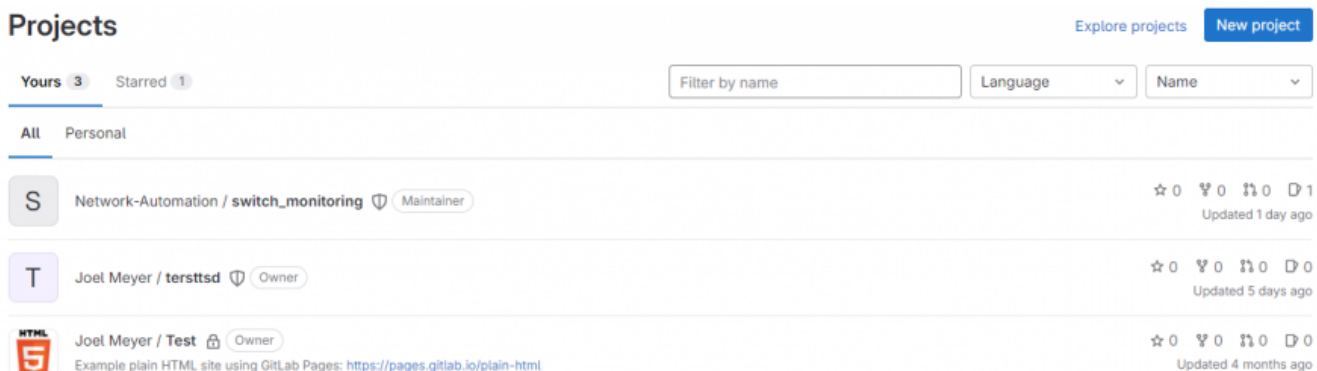 Projects
Explore projects
New project
Yours 3
Starred 1
Filter by name
Language
Name
All
Personal
S
Network-Automation / switch_monitoring
Maintainer
0 0 0 1
Updated 1 day ago
T
Joel Meyer / tersttsd
Owner
0 0 0 0
Updated 5 days ago
HTML
5
Joel Meyer / Test
Owner
0 0 0 0
Example plain HTML site using GitLab Pages: https://pages.gitlab.io/plain-html
Updated 4 months ago